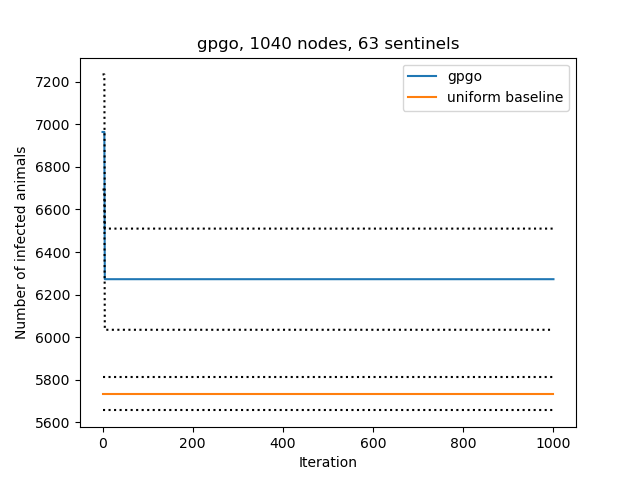 gpgo, 1040 nodes, 63 sentinels
gpgo
uniform baseline
Number of infected animals
7200
7000
6800
6600
6400
6200
6000
5800
5600
0 200 400 600 800 1000
Iteration